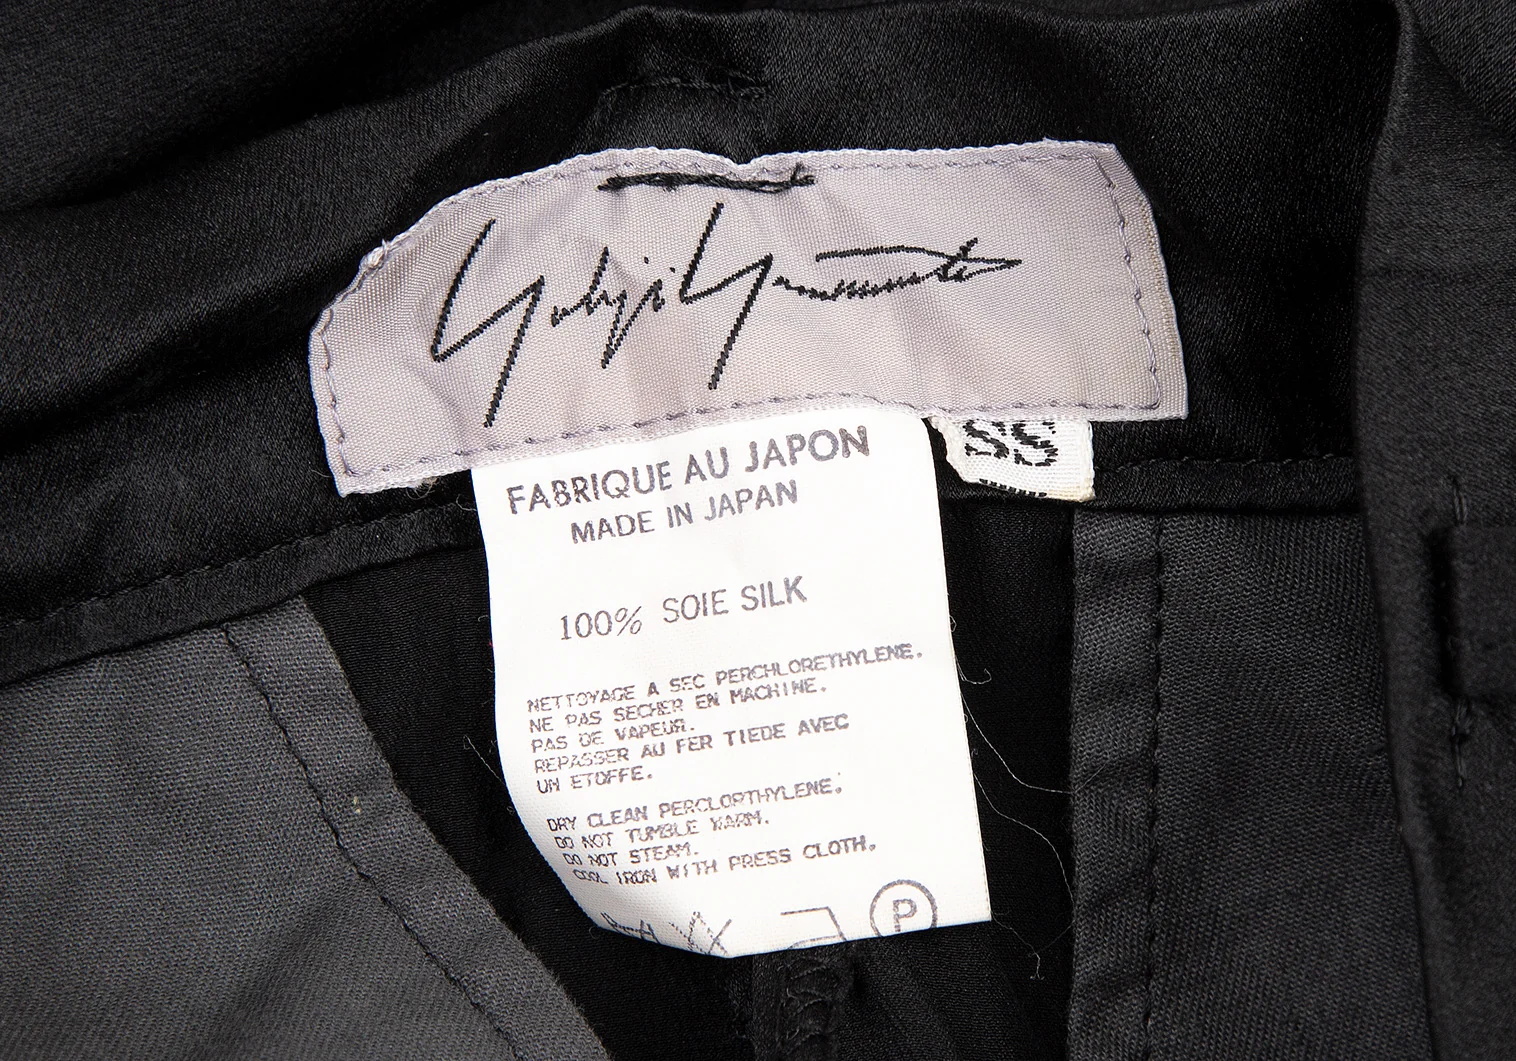 Yohji Yamamoto
SS
FABRIQUE AU JAPON
MADE IN JAPAN
100% SOIE SILK
NETTOYAGE A SEC PERCHLORETHYLENE.
NE PAS SECHER EN MACHINE.
PAS DE VAPEUR.
REPASSER AU FER TIEDE AVEC
UN ETOFFE.
DRY CLEAN PERCLORTHYLENE.
DO NOT TUMBLE WARM.
DO NOT STEAM.
COOL IRON WITH PRESS CLOTH.
P